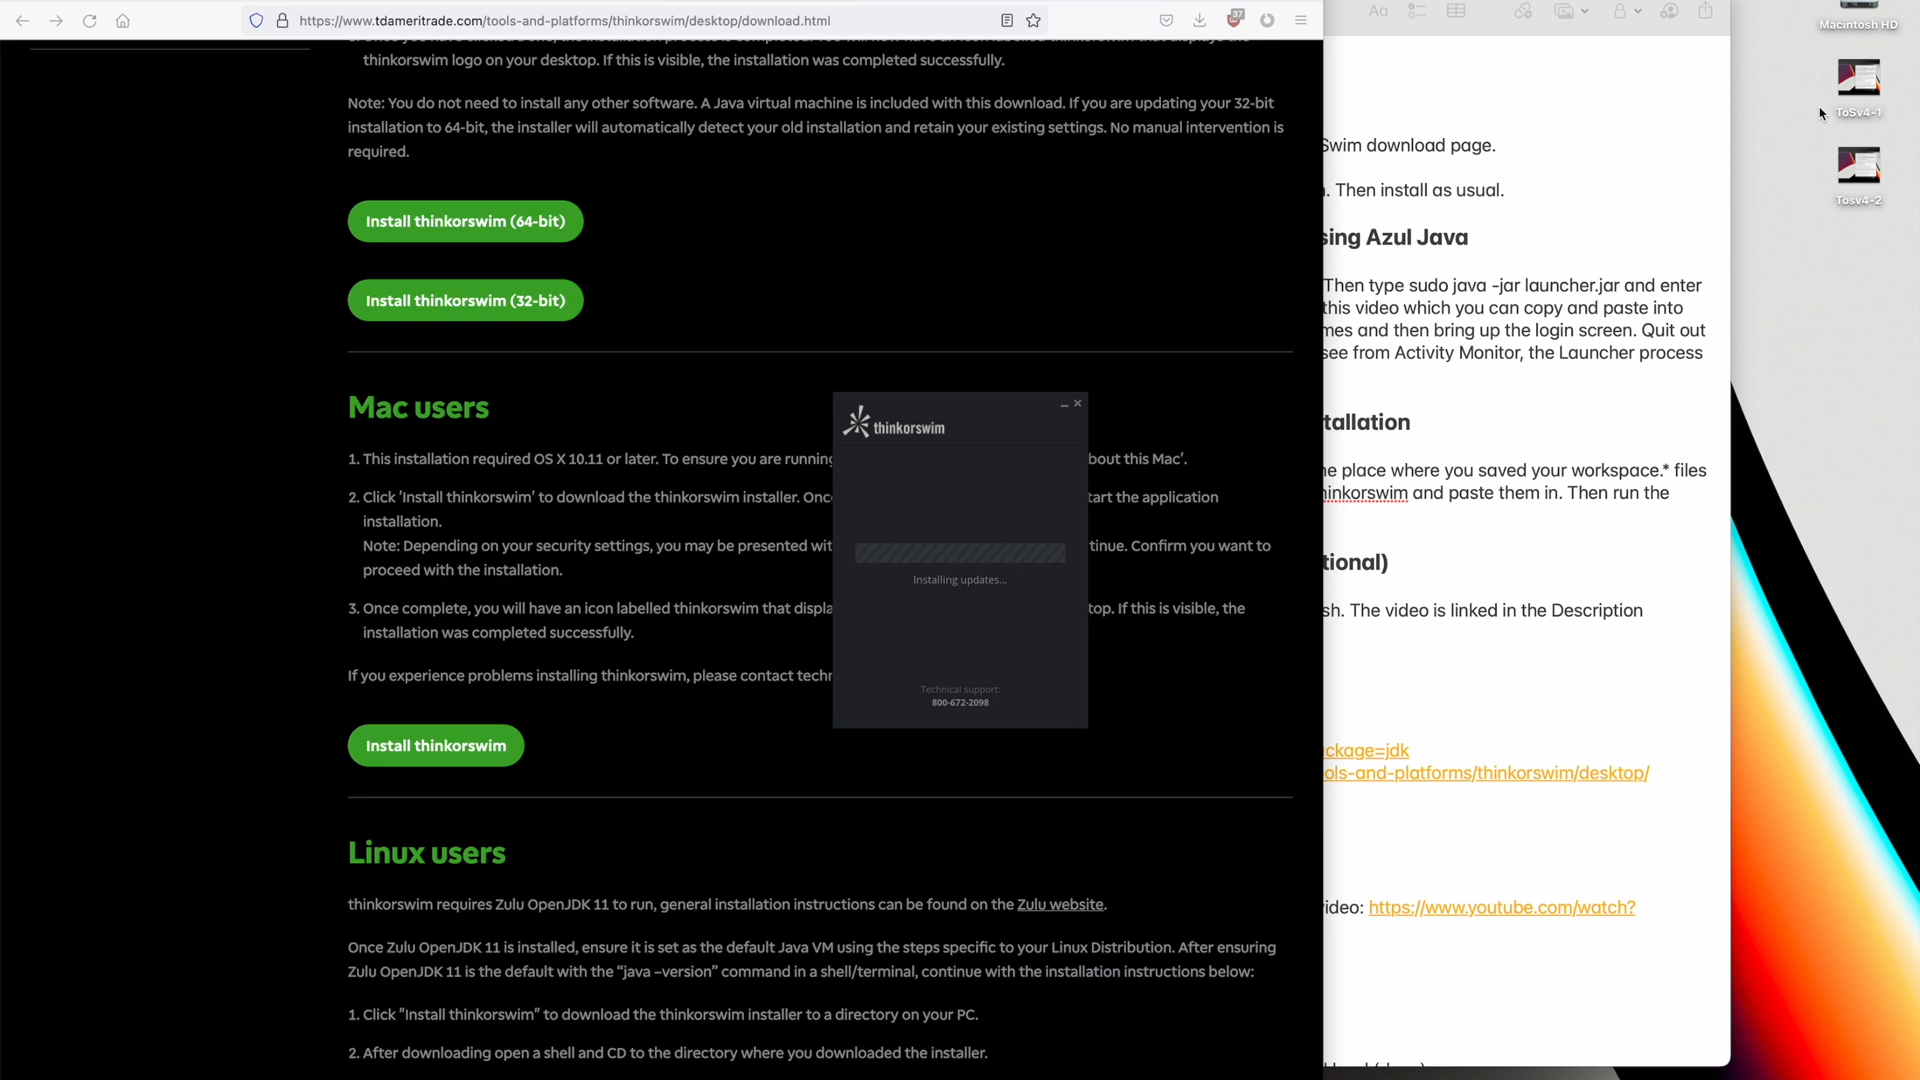 https://www.tdameritrade.com/tools-and-platforms/thinkorswim/desktop/download.html
37
thinkorswim logo on your desktop. If this is visible, the installation was completed successfully.
Note: You do not need to install any other software. A Java virtual machine is included with this download. If you are updating your 32-bit
installation to 64-bit, the installer will automatically detect your old installation and retain your existing settings. No manual intervention is
required.
Install thinkorswim (64-bit)
Install thinkorswim (32-bit)
Mac users
1. This installation required OS X 10.11 or later. To ensure you are running
bout this Mac'.
2. Click 'Install thinkorswim' to download the thinkorswim installer. Onc
tart the application
installation.
Note: Depending on your security settings, you may be presented wit
tinue. Confirm you want to
proceed with the installation.
3. Once complete, you will have an icon labelled thinkorswim that displa
top. If this is visible, the
installation was completed successfully.
If you experience problems installing thinkorswim, please contact techn
Install thinkorswim
Linux users
thinkorswim requires Zulu OpenJDK 11 to run, general installation instructions can be found on the Zulu website.
Once Zulu OpenJDK 11 is installed, ensure it is set as the default Java VM using the steps specific to your Linux Distribution. After ensuring
Zulu OpenJDK 11 is the default with the “java –version” command in a shell/terminal, continue with the installation instructions below:
1. Click "Install thinkorswim" to download the thinkorswim installer to a directory on your PC.
2. After downloading open a shell and CD to the directory where you downloaded the installer.
thinkorswim
Installing updates...
Technical support:
800-672-2098
Aa
Swim download page.
. Then install as usual.
sing Azul Java
Then type sudo java -jar launcher.jar and enter
this video which you can copy and paste into
mes and then bring up the login screen. Quit out
see from Activity Monitor, the Launcher process
tallation
he place where you saved your workspace.* files
hinkorswim and paste them in. Then run the
tional)
sh. The video is linked in the Description
ckage=jdk
ols-and-platforms/thinkorswim/desktop/
video: https://www.youtube.com/watch?
Macintosh HD
ToSv4-1
Tosv4-2